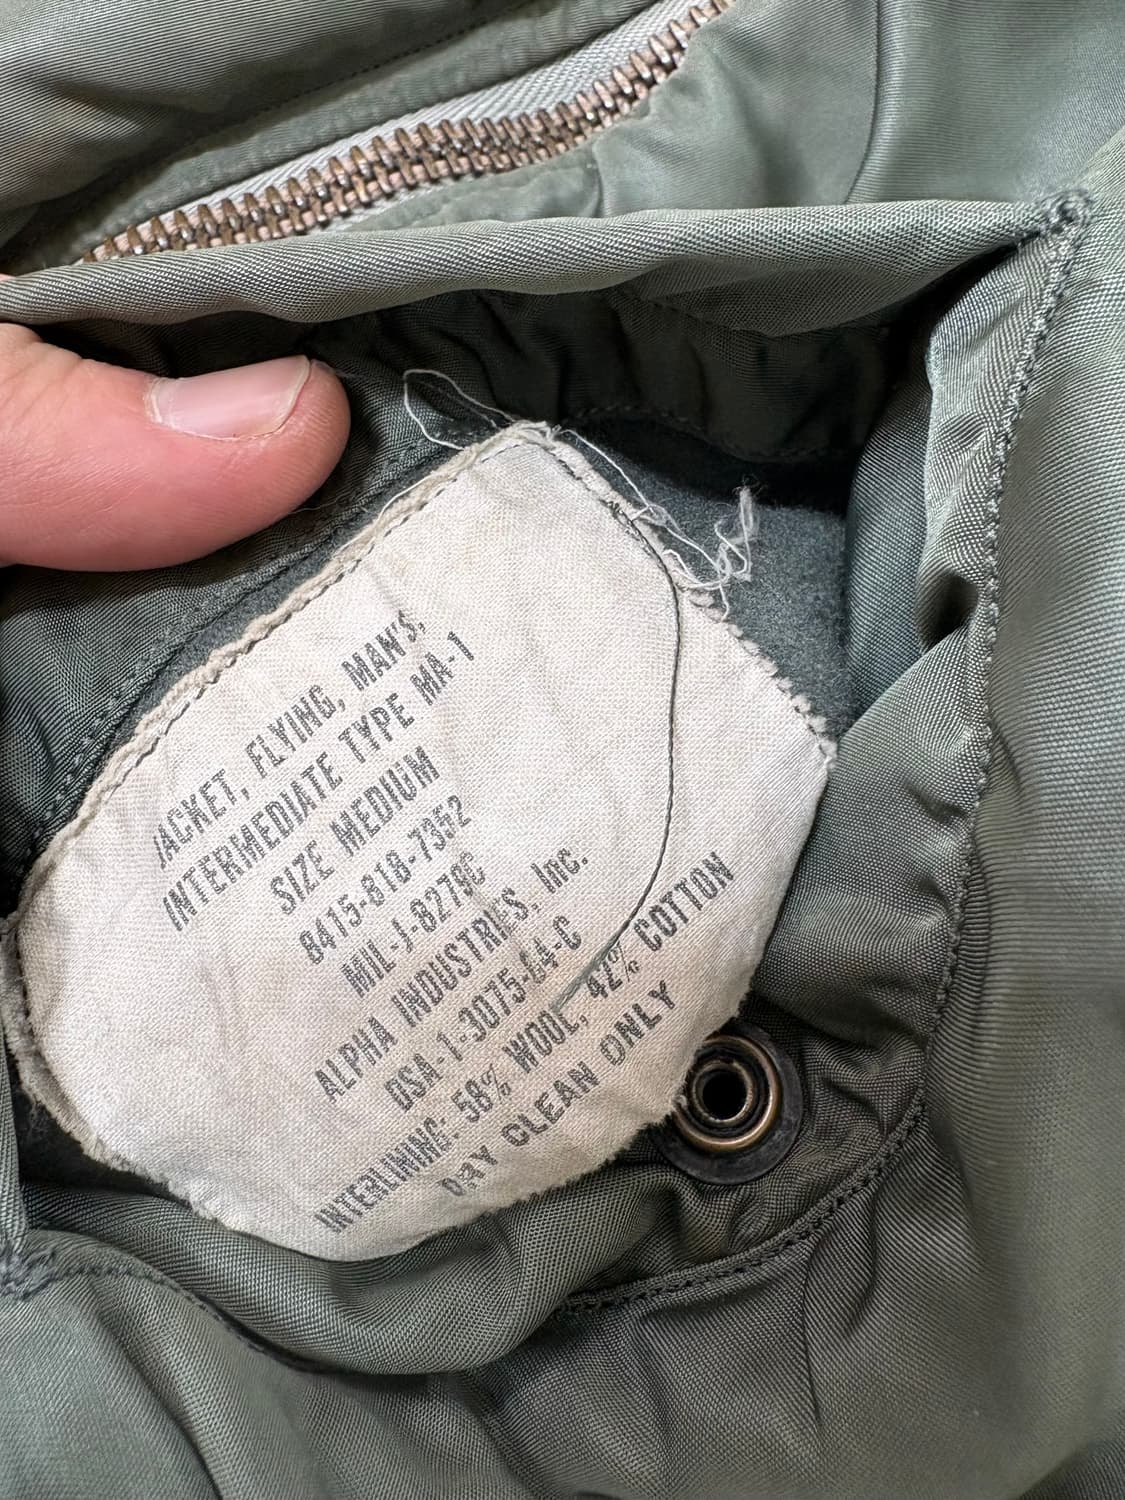 JACKET, FLYING, MAN'S,
INTERMEDIATE TYPE MA-1
SIZE MEDIUM
8415-818-7352
MIL-J-8279C
ALPHA INDUSTRIES, Inc.
DSA-1-3075-64-C
INTERLINING: 58% WOOL, 42% COTTON
DRY CLEAN ONLY